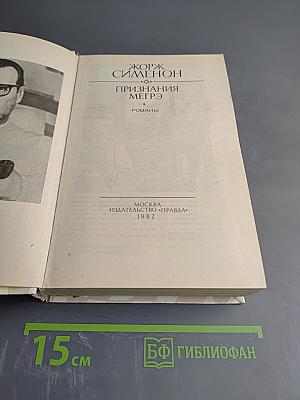 ЖОРЖ
СИМЕНОН
ПРИЗНАНИЯ
МЕГРЭ
РОМАНЫ
МОСКВА
ИЗДАТЕЛЬСТВО «ПРАВДА»
1982
15 см
БФ ГИБЛИОФАН